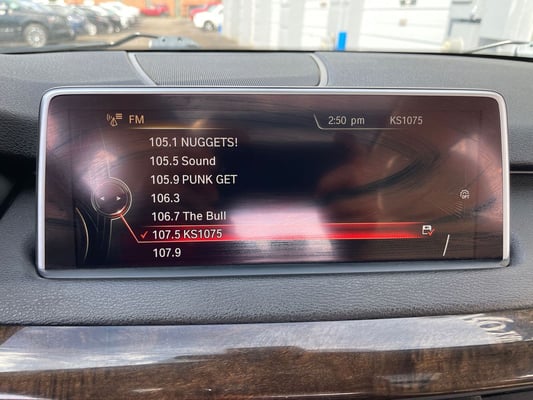 FM 2:50 pm KS1075
105.1 NUGGETS!
105.5 Sound
105.9 PUNK GET
106.3
106.7 The Bull
107.5 KS1075
107.9